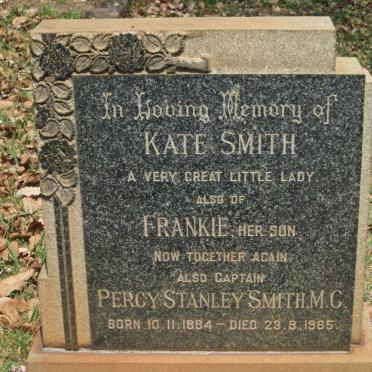 In Loving Memory of
KATE SMITH
A VERY GREAT LITTLE LADY
ALSO OF
FRANKIE, HER SON
NOW TOGETHER AGAIN
ALSO CAPTAIN
PERCY STANLEY SMITH, M.C.
BORN 10.11.1884 - DIED 23.8.1965.